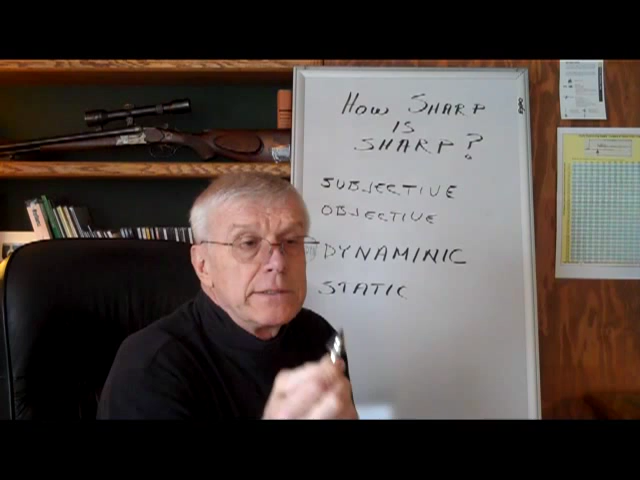 How SHARP
IS
SHARP?
SUBJECTIVE
OBJECTIVE
DYNAMINIC
STATIC